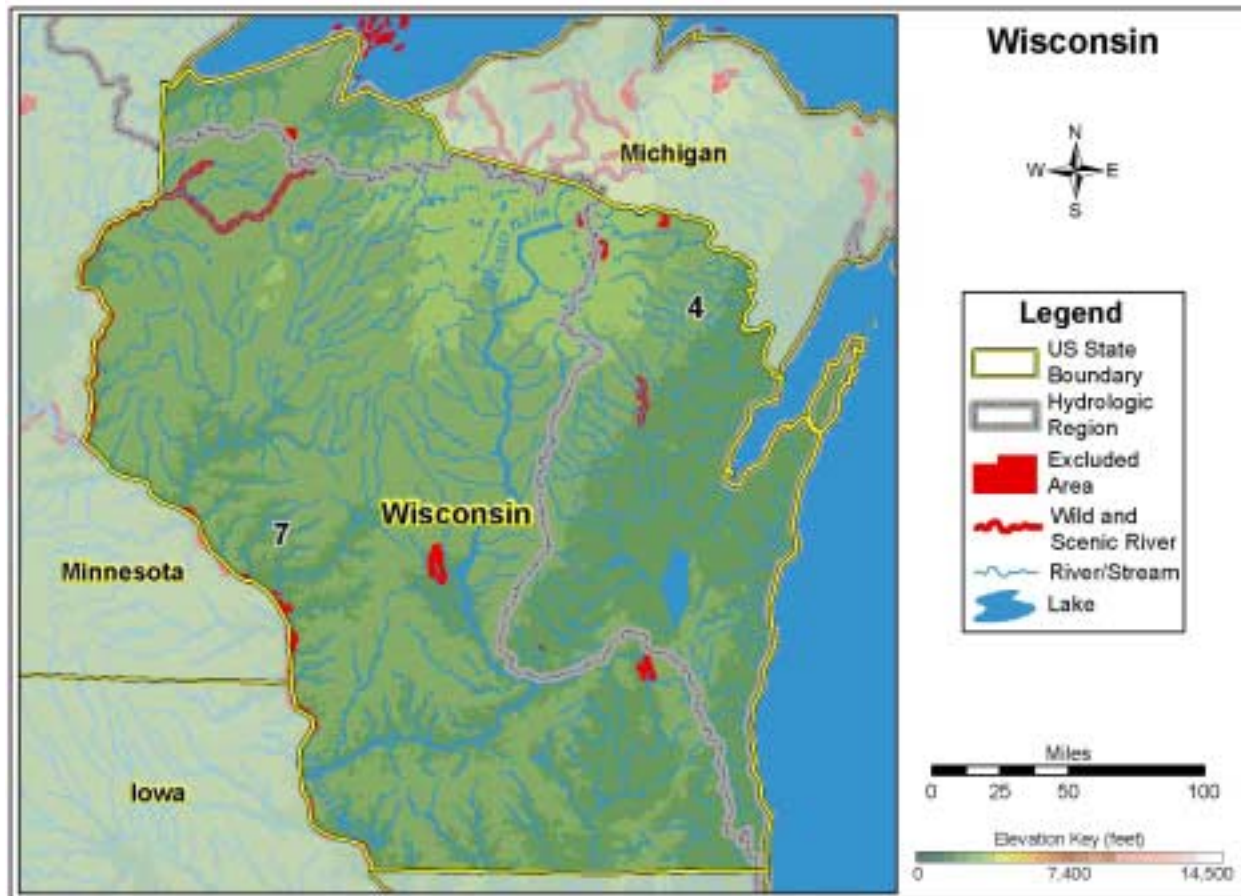 Wisconsin
N
W E
S
Michigan
4
Legend
US State
Boundary
Hydrologic
Region
Excluded
Area
Wild and
Scenic River
River/Stream
Lake
Wisconsin
7
Minnesota
Iowa
Miles
0 25 50 100
Elevation Key (feet)
0 7,400 14,500